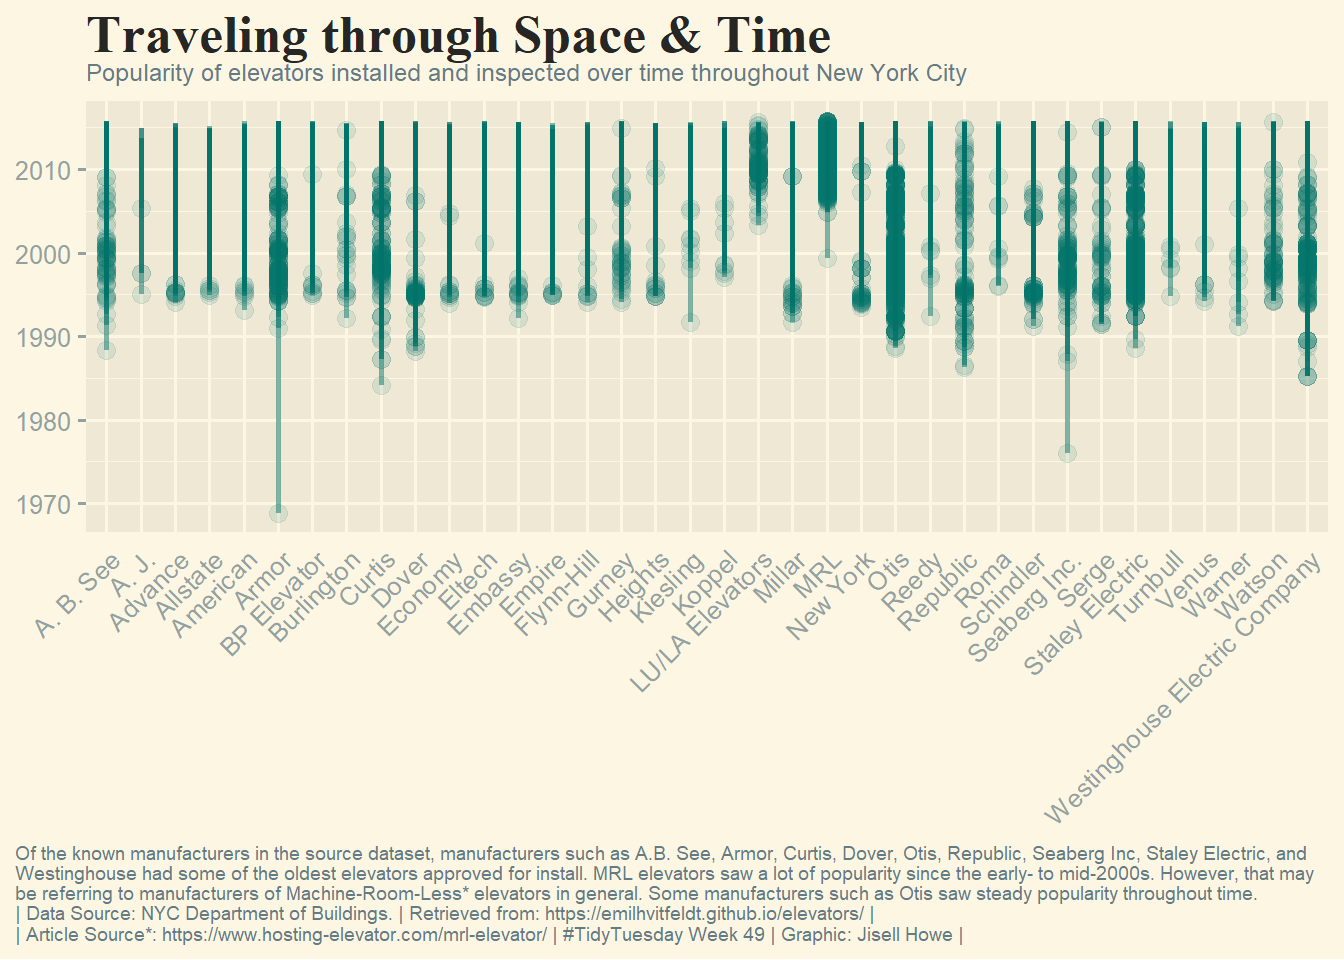 Traveling through Space & Time
Popularity of elevators installed and inspected over time throughout New York City
2010
2000
1990
1980
1970
A. B. See
A. J.
Advance
Allstate
American
Armor
BP Elevator
Burlington
Curtis
Dover
Economy
Eltech
Embassy
Empire
Flynn-Hill
Gurney
Heights
Kiesling
Koppel
LU/LA Elevators
Millar
MRL
New York
Otis
Reedy
Republic
Roma
Schindler
Seaberg Inc.
Serge
Staley Electric
Turnbull
Venus
Warner
Watson
Westinghouse Electric Company
Of the known manufacturers in the source dataset, manufacturers such as A.B. See, Armor, Curtis, Dover, Otis, Republic, Seaberg Inc, Staley Electric, and
Westinghouse had some of the oldest elevators approved for install. MRL elevators saw a lot of popularity since the early- to mid-2000s. However, that may
be referring to manufacturers of Machine-Room-Less* elevators in general. Some manufacturers such as Otis saw steady popularity throughout time.
| Data Source: NYC Department of Buildings. | Retrieved from: https://emilhvitfeldt.github.io/elevators/ |
| Article Source*: https://www.hosting-elevator.com/mrl-elevator/ | #TidyTuesday Week 49 | Graphic: Jisell Howe |